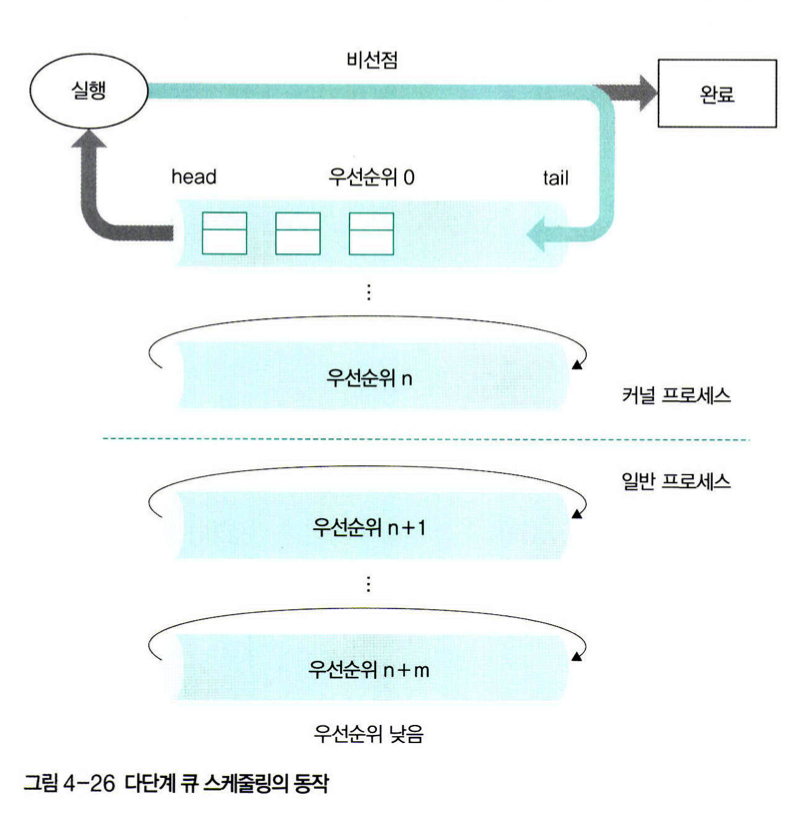 비선점
실행
완료
head 우선순위 0 tail
⋮
우선순위 n
커널 프로세스
일반 프로세스
우선순위 n+1
⋮
우선순위 n+m
우선순위 낮음
그림 4-26 다단계 큐 스케줄링의 동작